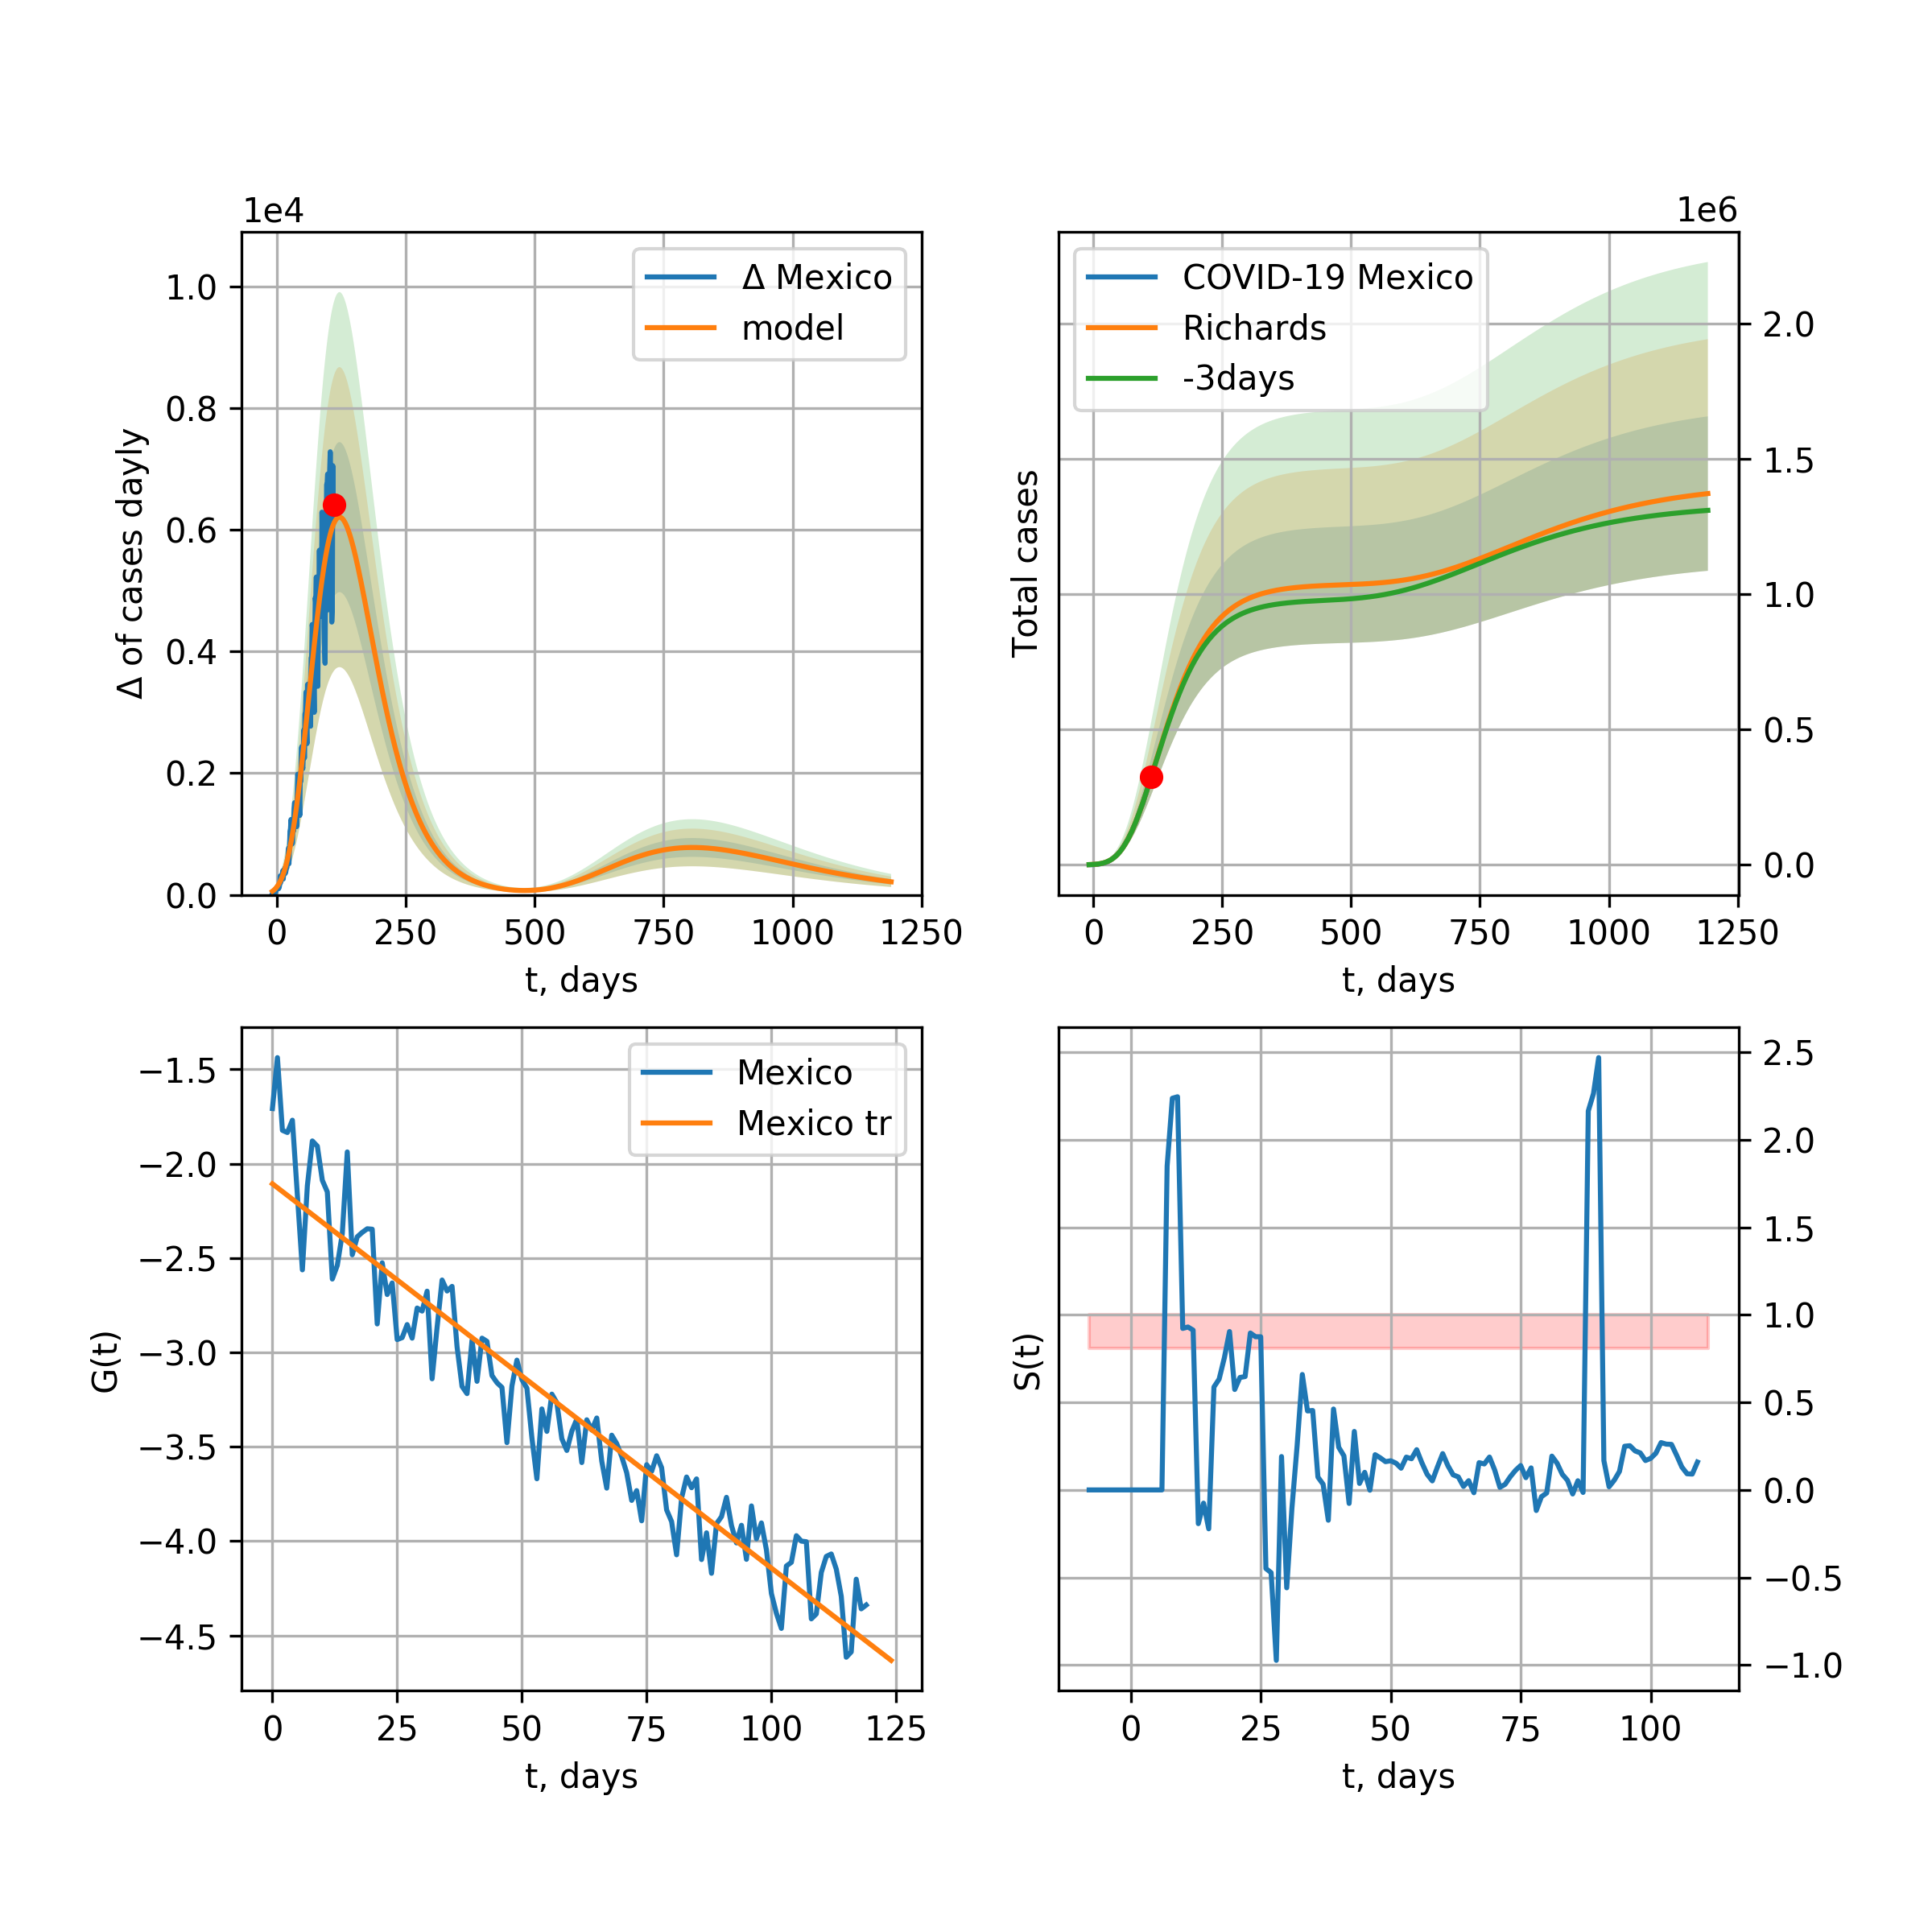 1e4
Δ of cases dayly
1.0
0.8
0.6
0.4
0.2
0.0
0 250 500 750 1000 1250
t, days
Δ Mexico
model
1e6
Total cases
2.0
1.5
1.0
0.5
0.0
0 250 500 750 1000 1250
t, days
COVID-19 Mexico
Richards
-3days
G(t)
−1.5
−2.0
−2.5
−3.0
−3.5
−4.0
−4.5
0 25 50 75 100 125
t, days
Mexico
Mexico tr
S(t)
2.5
2.0
1.5
1.0
0.5
0.0
−0.5
−1.0
0 25 50 75 100
t, days